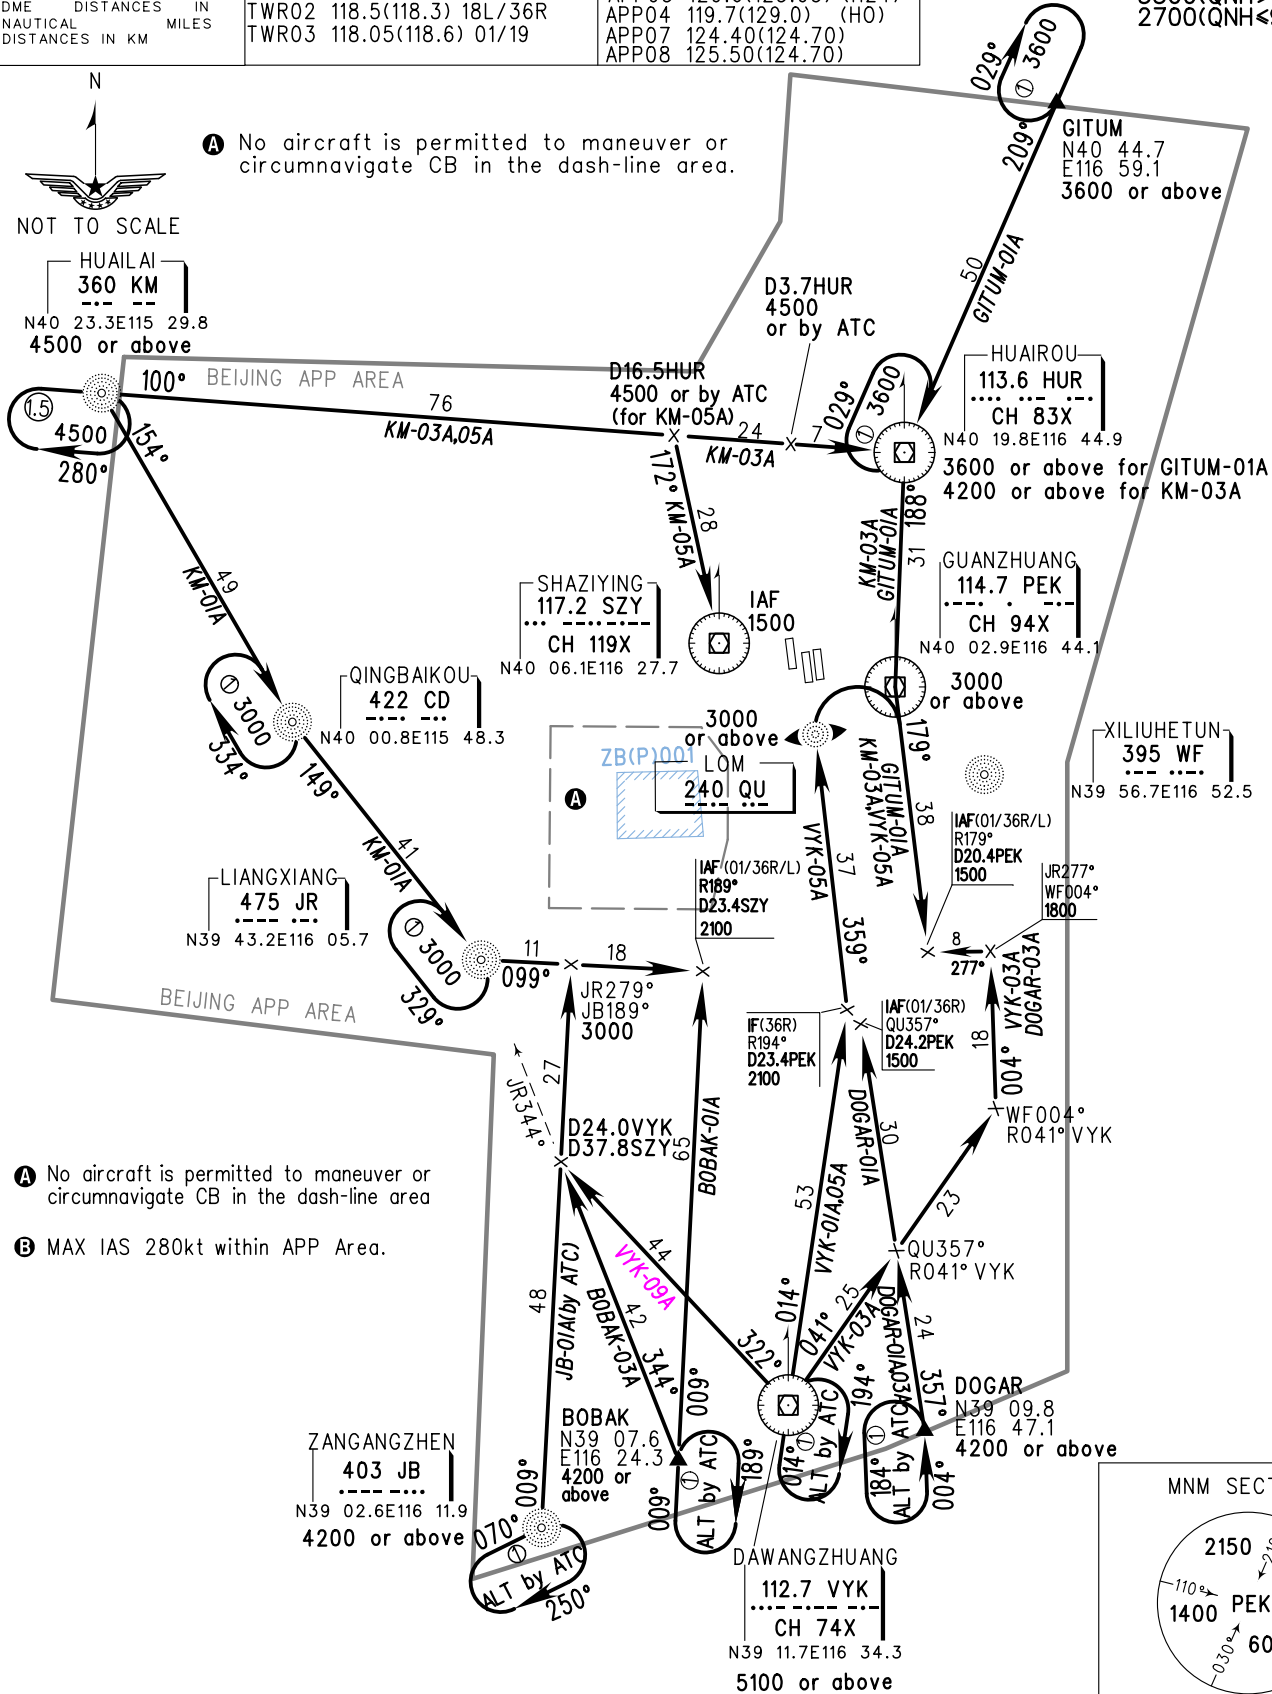 DME DISTANCES IN
NAUTICAL MILES
DISTANCES IN KM
TWR02 118.5(118.3) 18L/36R
TWR03 118.05(118.6) 01/19
APP04 119.7(129.0) (HO)
APP07 124.40(124.70)
APP08 125.50(124.70)
N
NOT TO SCALE
A No aircraft is permitted to maneuver or
circumnavigate CB in the dash-line area.
029°
① 3600
209°
GITUM
N40 44.7
E116 59.1
3600 or above
50
GITUM-01A
HUAILAI
360 KM
N40 23.3E115 29.8
4500 or above
1.5
4500
280°
100°
154°
BEIJING APP AREA
76
KM-03A,05A
D16.5HUR
4500 or by ATC
(for KM-05A)
D3.7HUR
4500
or by ATC
24
KM-03A
7
029°
① 3600
HUAIROU
113.6 HUR
CH 83X
N40 19.8E116 44.9
3600 or above for GITUM-01A
4200 or above for KM-03A
172°
KM-05A
28
188°
KM-03A
GITUM-01A
31
49
KM-01A
SHAZIYING
117.2 SZY
CH 119X
N40 06.1E116 27.7
IAF
1500
GUANZHUANG
114.7 PEK
CH 94X
N40 02.9E116 44.1
3000
or above
① 3000
334°
QINGBAIKOU
422 CD
N40 00.8E115 48.3
149°
3000
or above
LOM
240 QU
ZB(P)001
A
179°
GITUM-01A
KM-03A,VYK-05A
38
XILIUHETUN
395 WF
N39 56.7E116 52.5
41
KM-01A
LIANGXIANG
475 JR
N39 43.2E116 05.7
① 3000
329°
VYK-05A
37
359°
IAF(01/36R/L)
R189°
D23.4SZY
2100
IAF(01/36R/L)
R179°
D20.4PEK
1500
JR277°
WF004°
1800
8
277°
11
099°
18
JR279°
JB189°
3000
BEIJING APP AREA
VYK-03A
DOGAR-03A
18
004°
IF(36R)
R194°
D23.4PEK
2100
IAF(01/36R)
QU357°
D24.2PEK
1500
27
JR344°
D24.0VYK
D37.8SZY
65
BOBAK-01A
53
VYK-01A,05A
DOGAR-01A
30
WF004°
R041° VYK
23
A No aircraft is permitted to maneuver or
circumnavigate CB in the dash-line area
B MAX IAS 280kt within APP Area.
44
VYK-09A
QU357°
R041° VYK
48
JB-01A(by ATC)
42
BOBAK-03A
344°
009°
322°
014°
041°
25
VYK-03A
DOGAR-01A,03A
24
357°
DOGAR
N39 09.8
E116 47.1
4200 or above
BOBAK
N39 07.6
E116 24.3
4200 or
above
ZANGANGZHEN
403 JB
N39 02.6E116 11.9
4200 or above
009°
070°
①
ALT by ATC
250°
009°
①
ALT by ATC
189°
014°
①
ALT by ATC
194°
184°
①
ALT by ATC
004°
DAWANGZHUANG
112.7 VYK
CH 74X
N39 11.7E116 34.3
5100 or above
2150
110°
1400
PEK
030°